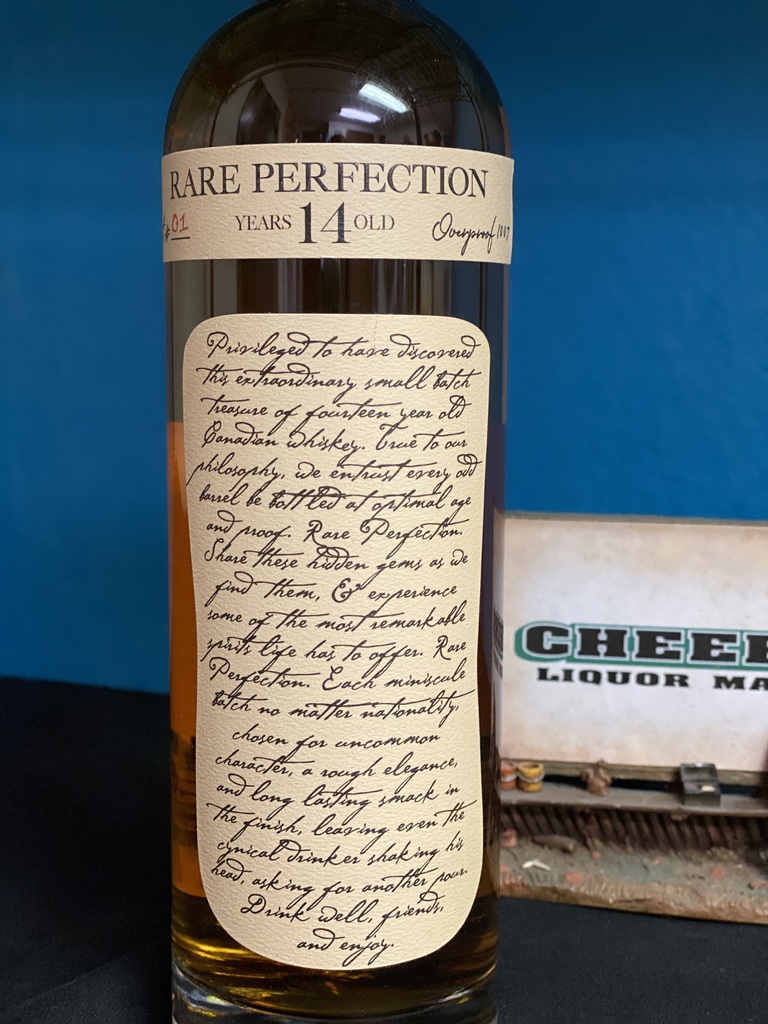 RARE PERFECTION
01 YEARS 14 OLD Overproof
Privileged to have discovered
this extraordinary small batch
treasure of fourteen year old
Canadian whiskey. True to our
philosophy, we entrust every odd
barrel be bottled at optimal age
and proof. Rare Perfection.
Share these hidden gems as we
find them, & experience
some of the most remarkable
spirits life has to offer. Rare
Perfection. Each miniscule
batch no matter nationality,
chosen for uncommon
character, a rough elegance,
and long lasting smack in
the finish, leaving even the
cynical drinker shaking his
head, asking for another pour.
Drink well, friends,
and enjoy.
CHEE
LIQUOR MA